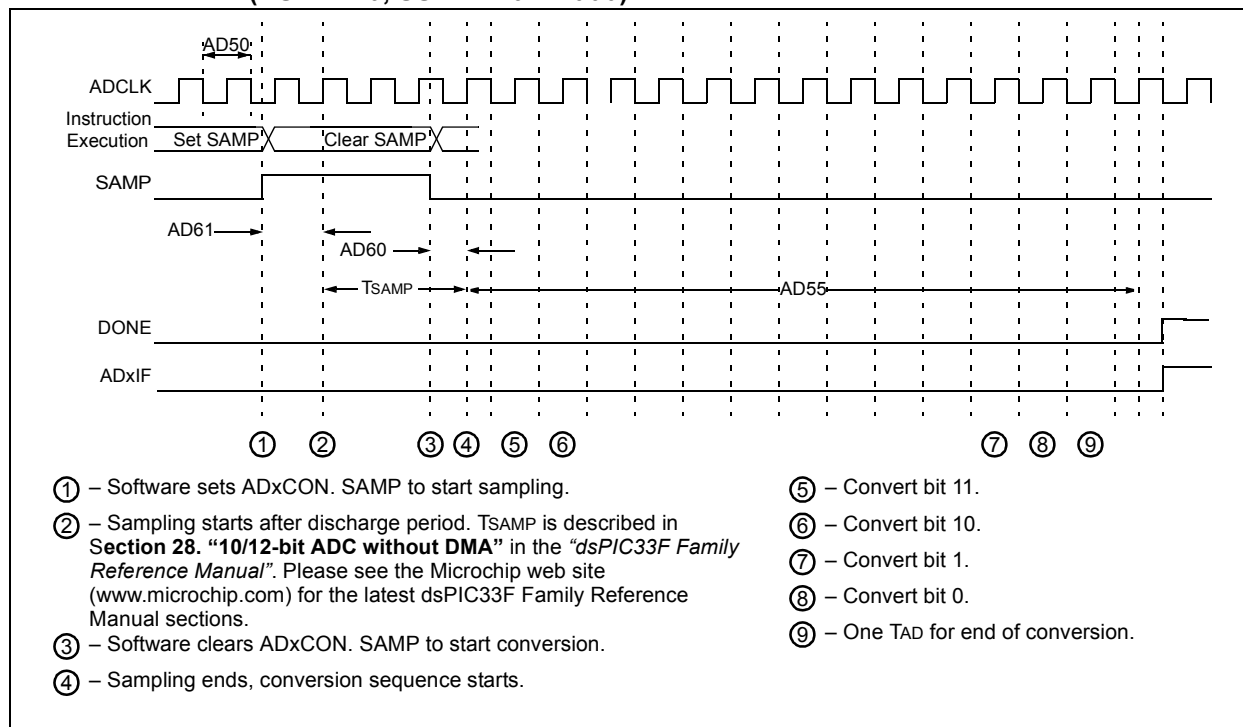 AD50
ADCLK
Instruction
Execution
Set SAMP
Clear SAMP
SAMP
AD61
AD60
TSAMP
AD55
DONE
ADxIF
1 2 3 4 5 6 7 8 9
1 – Software sets ADxCON. SAMP to start sampling.
2 – Sampling starts after discharge period. TSAMP is described in
Section 28. “10/12-bit ADC without DMA” in the “dsPIC33F Family
Reference Manual”. Please see the Microchip web site
(www.microchip.com) for the latest dsPIC33F Family Reference
Manual sections.
3 – Software clears ADxCON. SAMP to start conversion.
4 – Sampling ends, conversion sequence starts.
5 – Convert bit 11.
6 – Convert bit 10.
7 – Convert bit 1.
8 – Convert bit 0.
9 – One TAD for end of conversion.